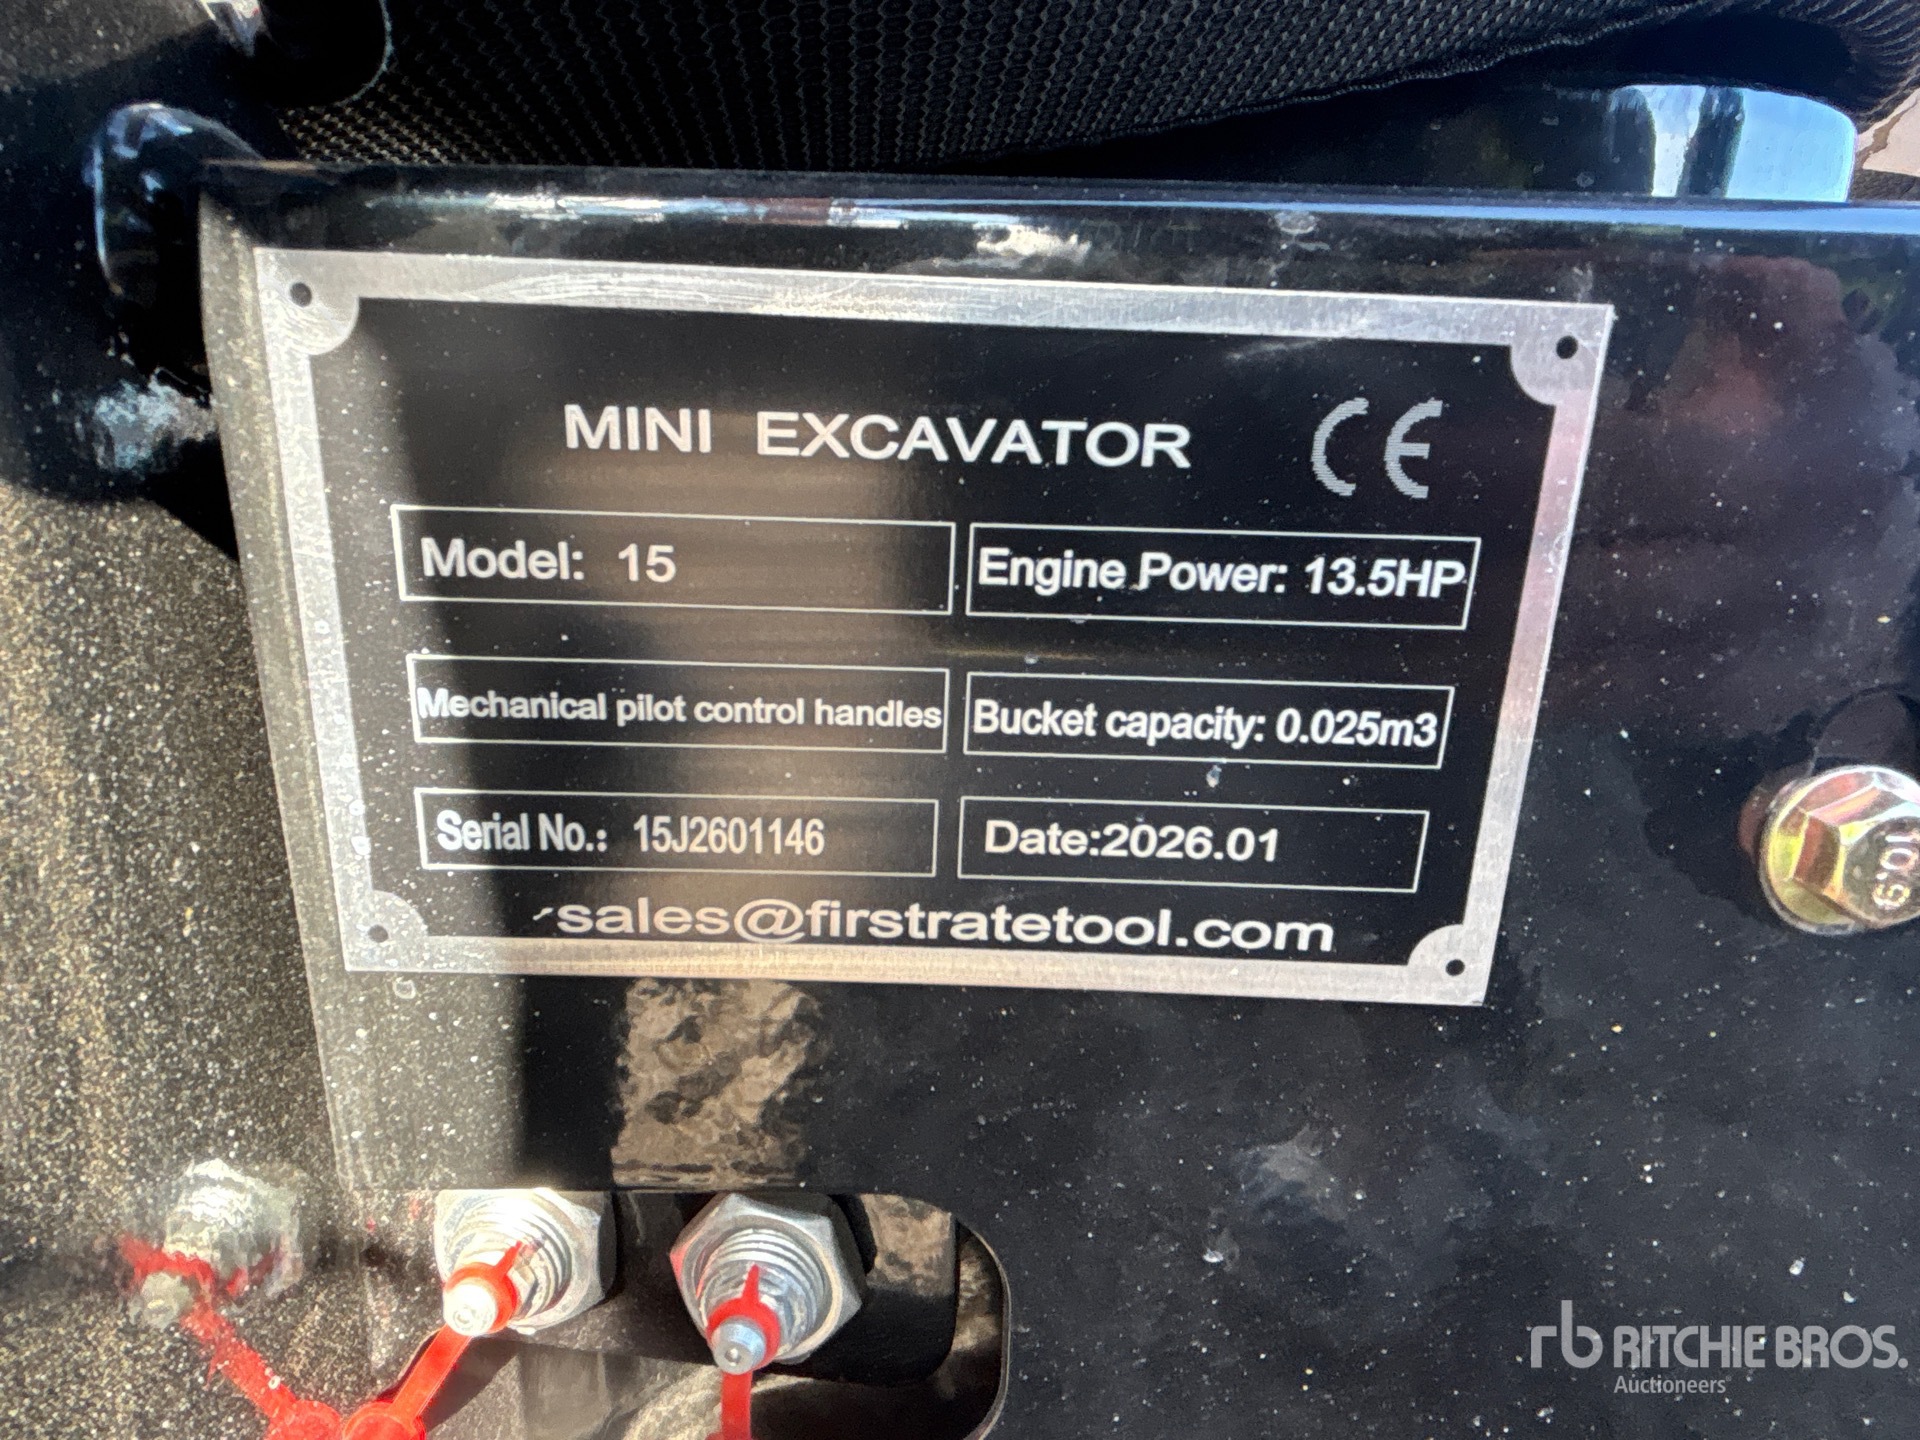 MINI EXCAVATOR CE
Model: 15
Engine Power: 13.5HP
Mechanical pilot control handles
Bucket capacity: 0.025m3
Serial No.: 15J2601146
Date:2026.01
sales@firstratetool.com
10.9
rb RITCHIE BROS.
Auctioneers